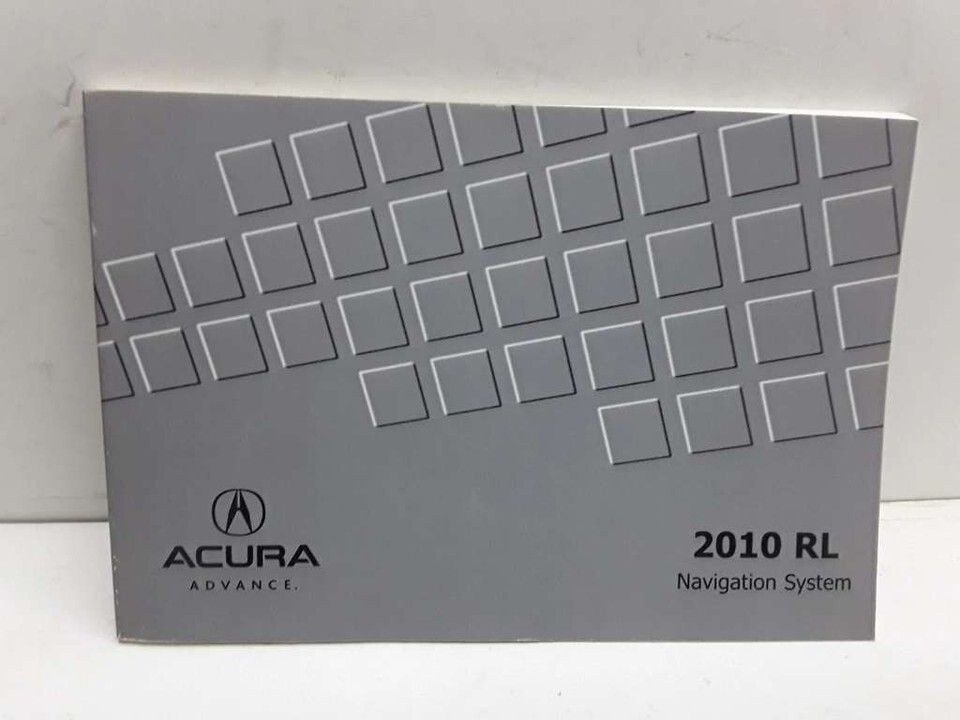 ACURA
ADVANCE.
2010 RL
Navigation System